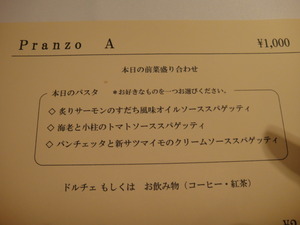 Pranzo A ¥1,000
本日の前菜盛り合わせ
本日のパスタ ＊お好きなものを一つお選びください。
◇炙りサーモンのすだち風味オイルソーススパゲッティ
◇海老と小柱のトマトソーススパゲッティ
◇パンチェッタと新サツマイモのクリームソーススパゲッティ
ドルチェ もしくは お飲み物（コーヒー・紅茶）